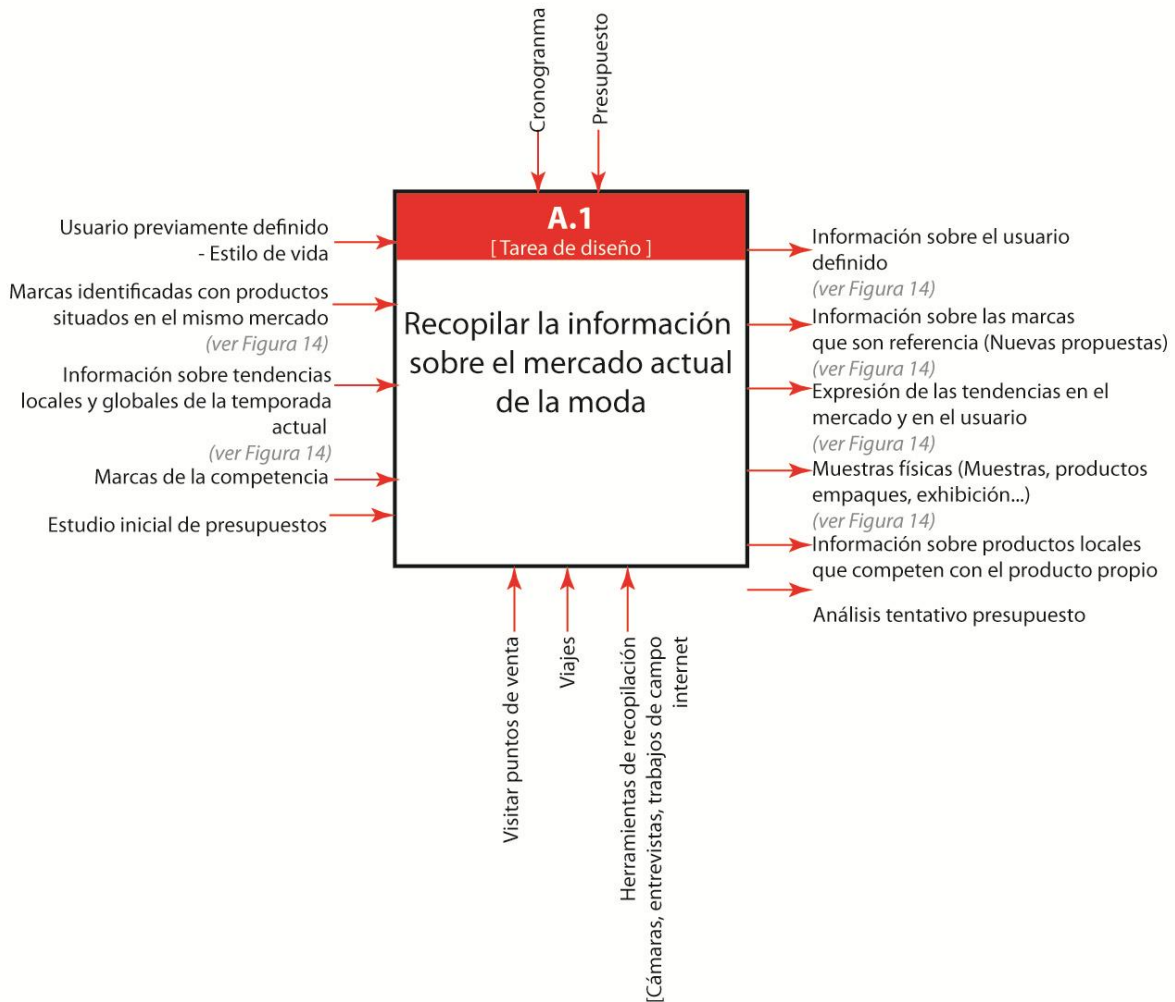 Cronogranma
Presupuesto
A.1
[ Tarea de diseño ]
Recopilar la información
sobre el mercado actual
de la moda
Usuario previamente definido
- Estilo de vida
Marcas identificadas con productos
situados en el mismo mercado
(ver Figura 14)
Información sobre tendencias
locales y globales de la temporada
actual
(ver Figura 14)
Marcas de la competencia
Estudio inicial de presupuestos
Información sobre el usuario
definido
(ver Figura 14)
Información sobre las marcas
que son referencia (Nuevas propuestas)
(ver Figura 14)
Expresión de las tendencias en el
mercado y en el usuario
(ver Figura 14)
Muestras físicas (Muestras, productos
empaques, exhibición...)
(ver Figura 14)
Información sobre productos locales
que competen con el producto propio
Análisis tentativo presupuesto
Visitar puntos de venta
Viajes
Herramientas de recopilación
[Cámaras, entrevistas, trabajos de campo
internet